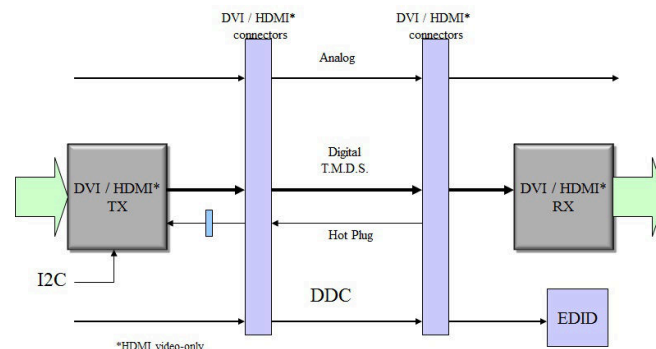 DVI / HDMI*
connectors
DVI / HDMI*
connectors
Analog
Digital
T.M.D.S.
DVI / HDMI*
TX
DVI / HDMI*
RX
Hot Plug
I2C
DDC
EDID
*HDMI video-only